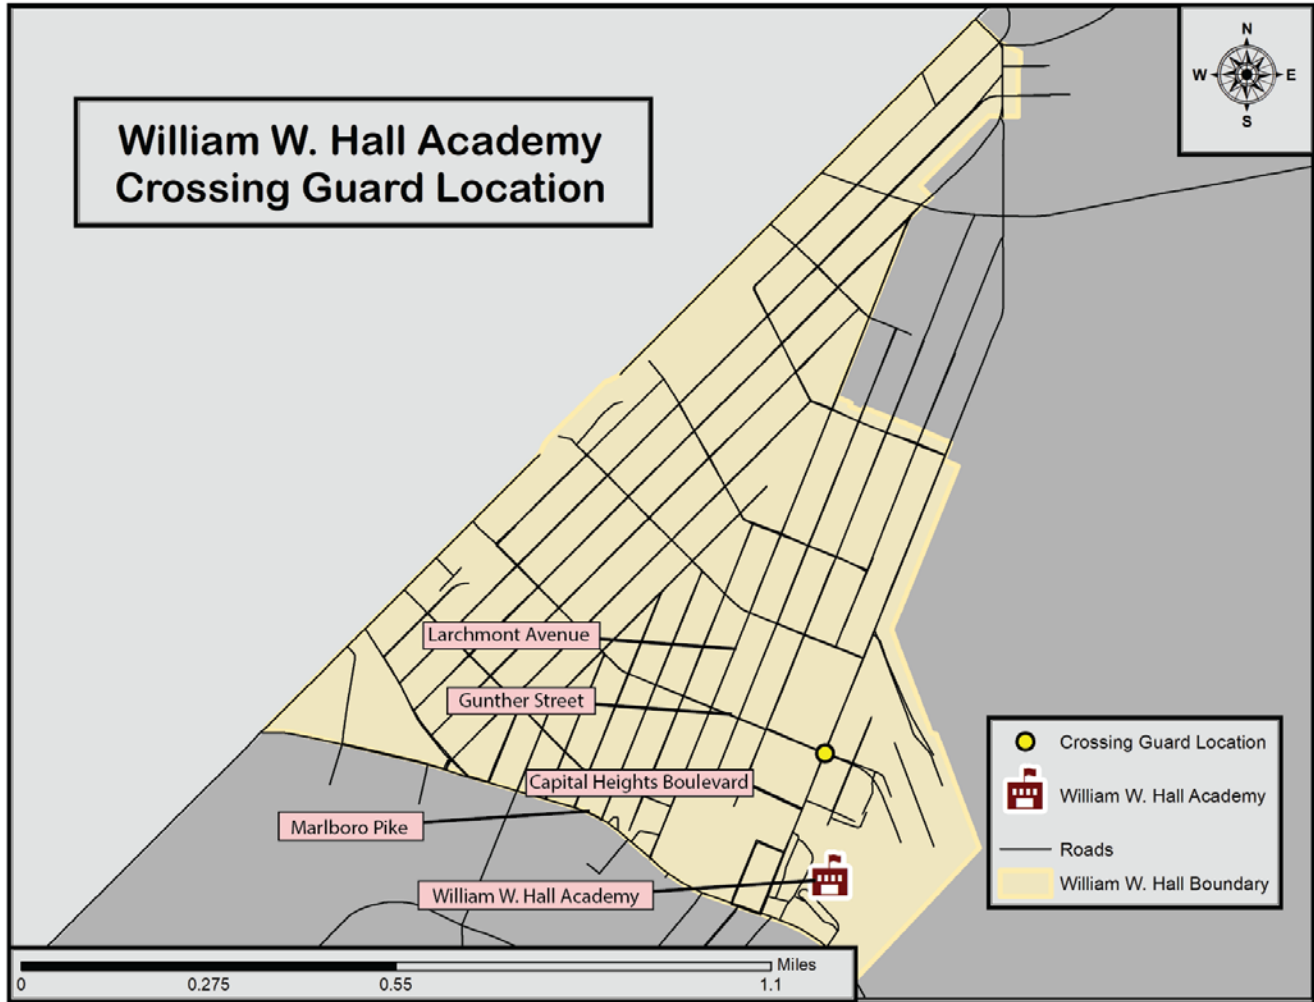 William W. Hall Academy
Crossing Guard Location
N
W
E
S
Larchmont Avenue
Gunther Street
Capital Heights Boulevard
Marlboro Pike
William W. Hall Academy
Crossing Guard Location
William W. Hall Academy
Roads
William W. Hall Boundary
Miles
0
0.275
0.55
1.1